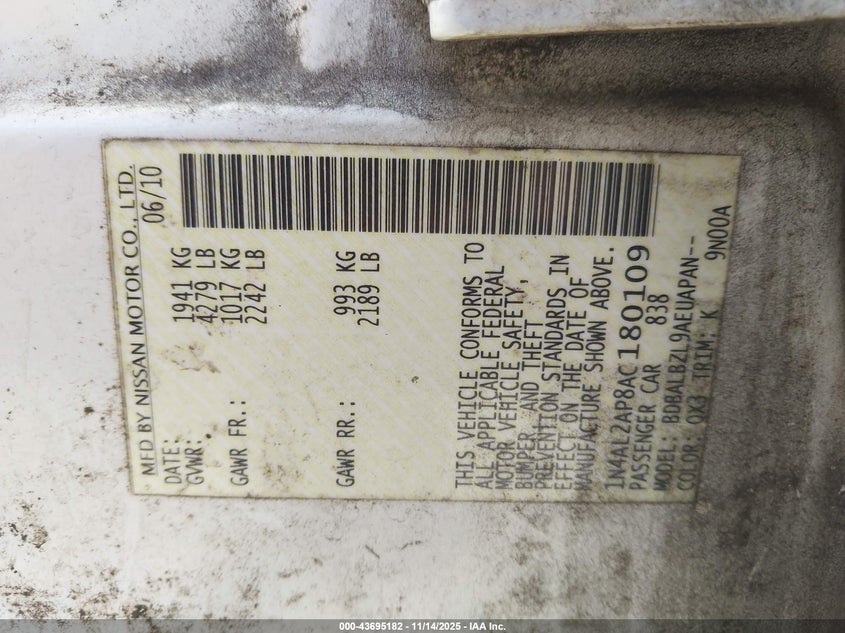 MFD BY NISSAN MOTOR CO., LTD.
DATE: 06/10
GVWR: 1941 KG
4279 LB
GAWR FR.: 1017 KG
2242 LB
GAWR RR.: 993 KG
2189 LB
THIS VEHICLE CONFORMS TO
ALL APPLICABLE FEDERAL
MOTOR VEHICLE SAFETY,
BUMPER, AND THEFT
PREVENTION STANDARDS IN
EFFECT ON THE DATE OF
MANUFACTURE SHOWN ABOVE.
1N4AL2AP8AC180109
PASSENGER CAR 838
MODEL: BDBALBZL9AEUAPAN--
COLOR: QX3 TRIM: K 9N00A
000-43695182 - 11/14/2025 - IAA Inc.